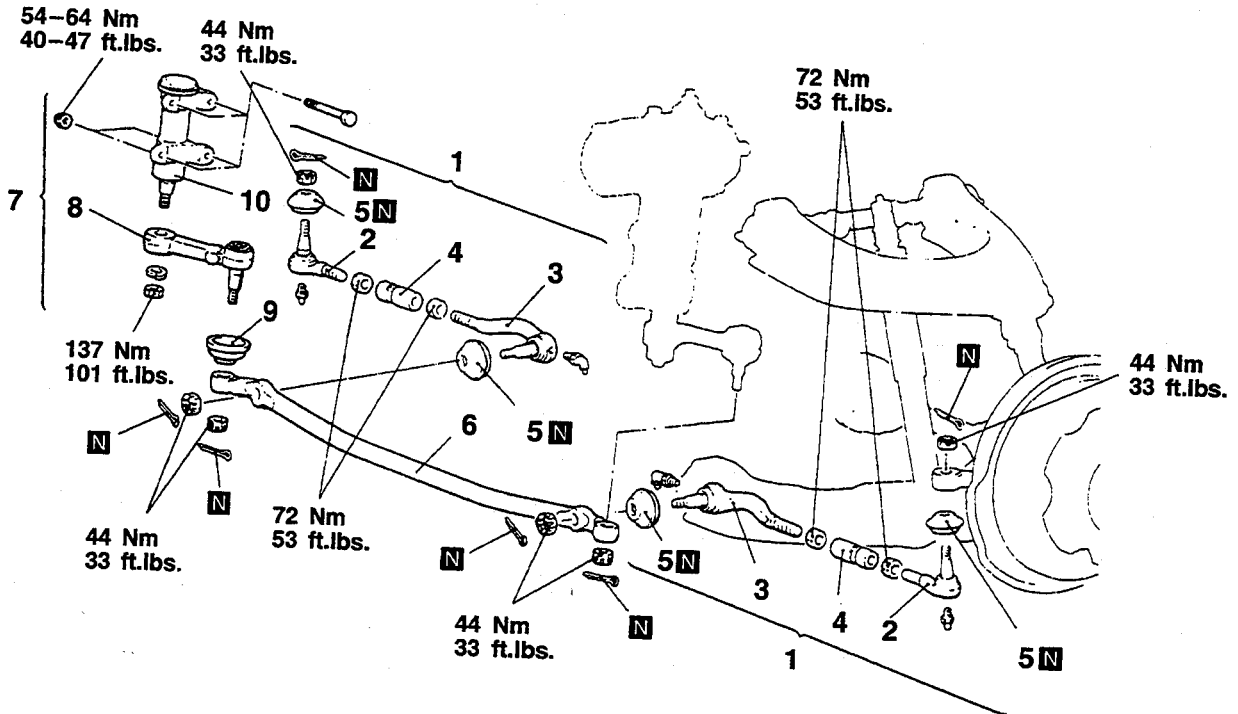 54–64 Nm
40–47 ft.lbs.
44 Nm
33 ft.lbs.
72 Nm
53 ft.lbs.
1
N
7
10
5 N
8
2
4
3
9
137 Nm
101 ft.lbs.
N
44 Nm
33 ft.lbs.
5 N
6
N
N
72 Nm
53 ft.lbs.
44 Nm
33 ft.lbs.
N
5 N
3
4
2
44 Nm
33 ft.lbs.
N
1
5 N